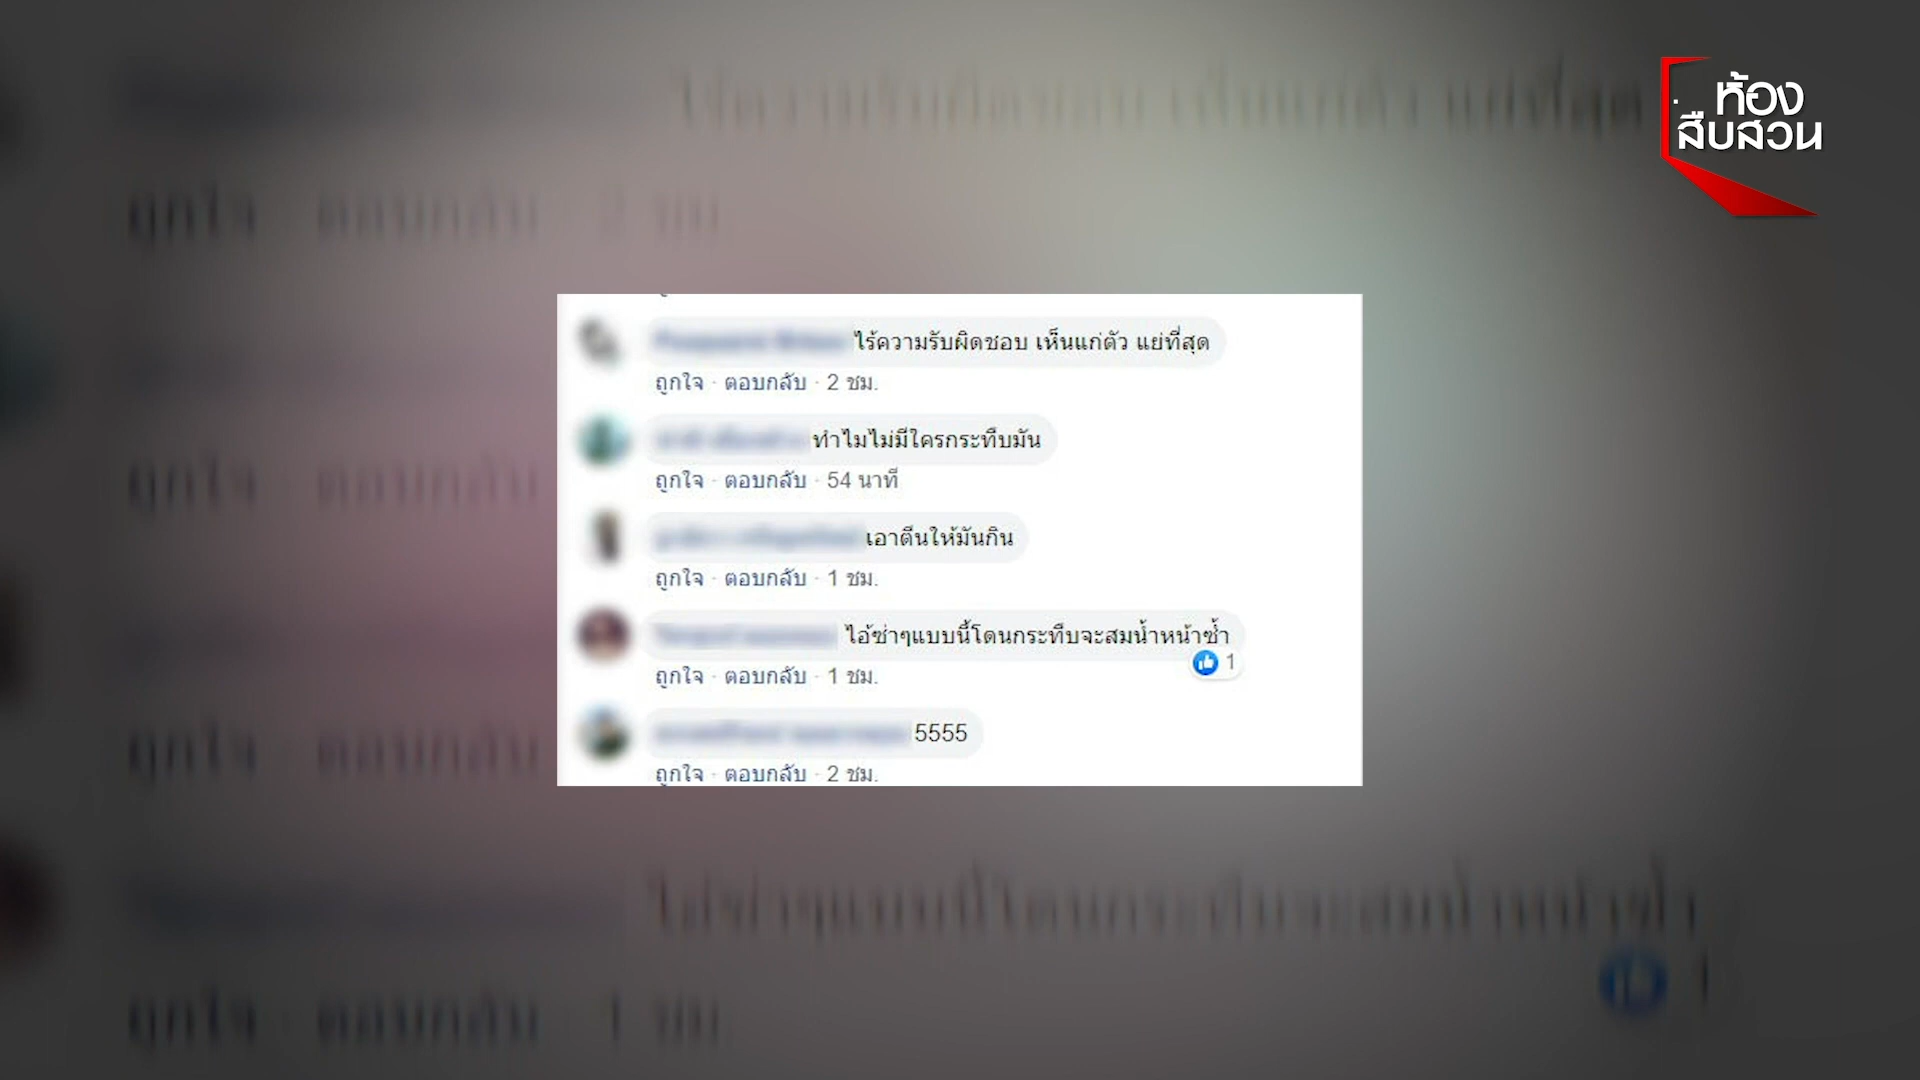 ห้อง
สืบสวน
ไร้ความรับผิดชอบ เห็นแก่ตัว แย่ที่สุด
ถูกใจ · ตอบกลับ · 2 ชม.
ทำไมไม่มีใครกระทืบมัน
ถูกใจ · ตอบกลับ · 54 นาที
เอาตีนให้มันกิน
ถูกใจ · ตอบกลับ · 1 ชม.
ไอ้ซ่าๆแบบนี้โดนกระทืบจะสมน้ำหน้าซ้ำ
1
ถูกใจ · ตอบกลับ · 1 ชม.
5555
ถูกใจ · ตอบกลับ · 2 ชม.